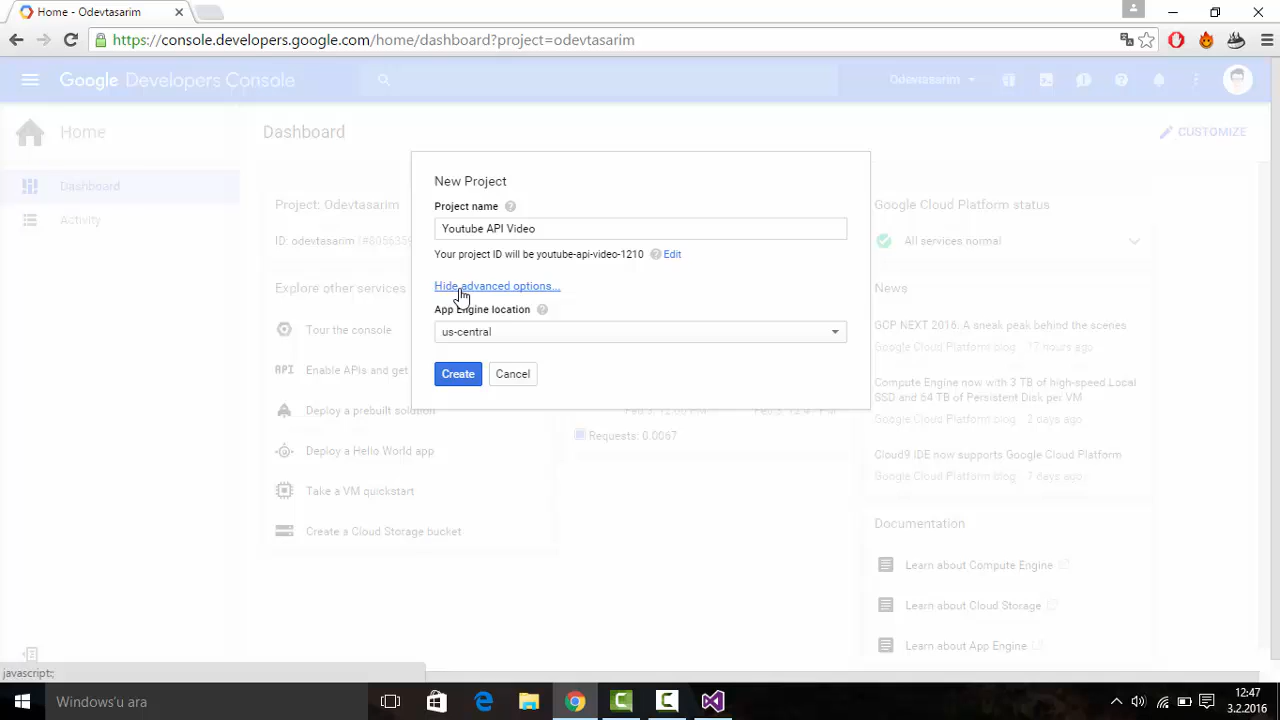 Home - Odevtasarim
https://console.developers.google.com/home/dashboard?project=odevtasarim
Google Developers Console
Odevtasarim
Home
Dashboard
CUSTOMIZE
Dashboard
Activity
Project: Odevtasarim
ID: odevtasarim (#8056359
Explore other services
Tour the console
API Enable APIs and get
Deploy a prebuilt solution
Deploy a Hello World app
Take a VM quickstart
Create a Cloud Storage bucket
New Project
Project name
Youtube API Video
Your project ID will be youtube-api-video-1210 Edit
Hide advanced options...
App Engine location
us-central
Create Cancel
Requests: 0.0067
Google Cloud Platform status
All services normal
News
GCP NEXT 2016: A sneak peak behind the scenes
Google Cloud Platform blog 17 hours ago
Compute Engine now with 3 TB of high-speed Local
SSD and 64 TB of Persistent Disk per VM
Google Cloud Platform blog 2 days ago
Cloud9 IDE now supports Google Cloud Platform
Google Cloud Platform blog 7 days ago
Documentation
Learn about Compute Engine
Learn about Cloud Storage
Learn about App Engine
javascript:;
Windows'u ara
12:47
3.2.2016